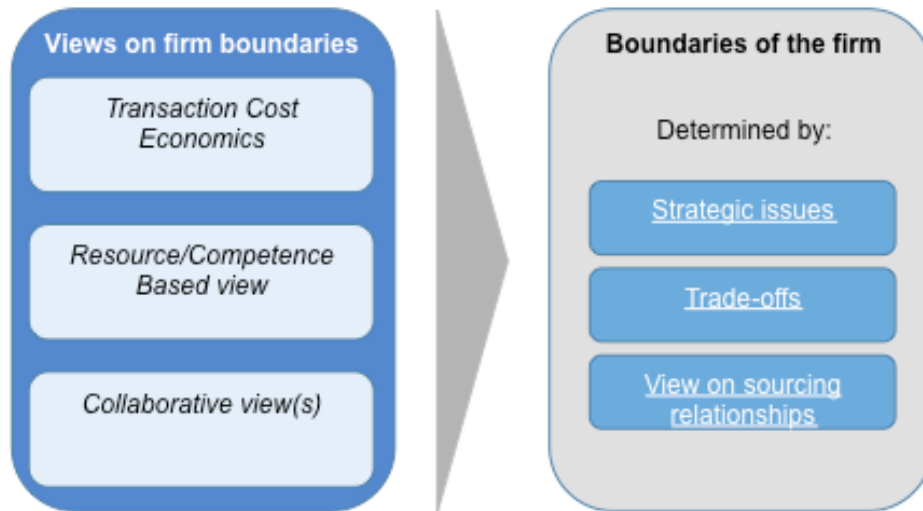 Views on firm boundaries
Transaction Cost
Economics
Resource/Competence
Based view
Collaborative view(s)
Boundaries of the firm
Determined by:
Strategic issues
Trade-offs
View on sourcing
relationships